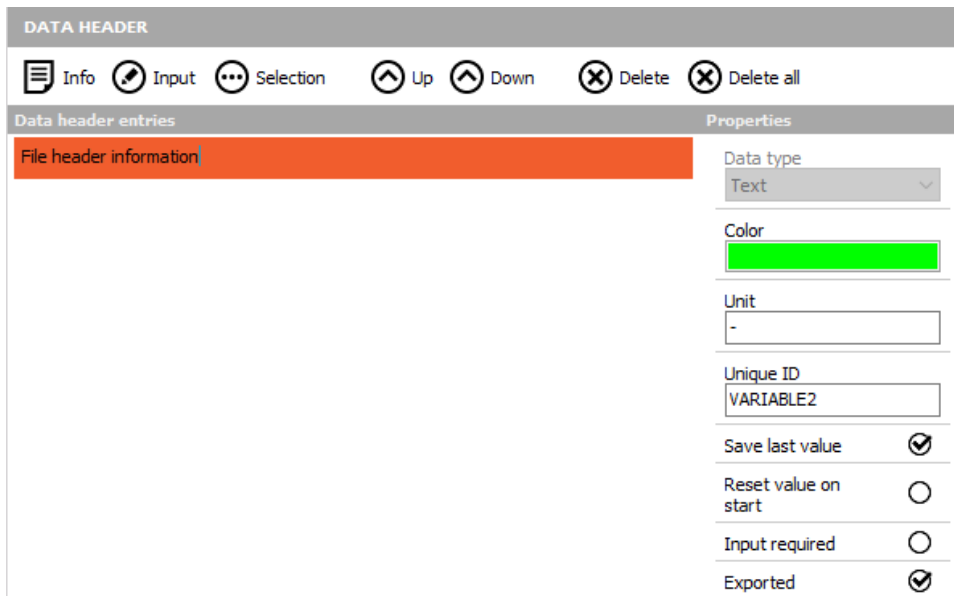 DATA HEADER
Info Input Selection Up Down Delete Delete all
Data header entries Properties
File header information
Data type
Text
Color
Unit
-
Unique ID
VARIABLE2
Save last value
Reset value on
start
Input required
Exported